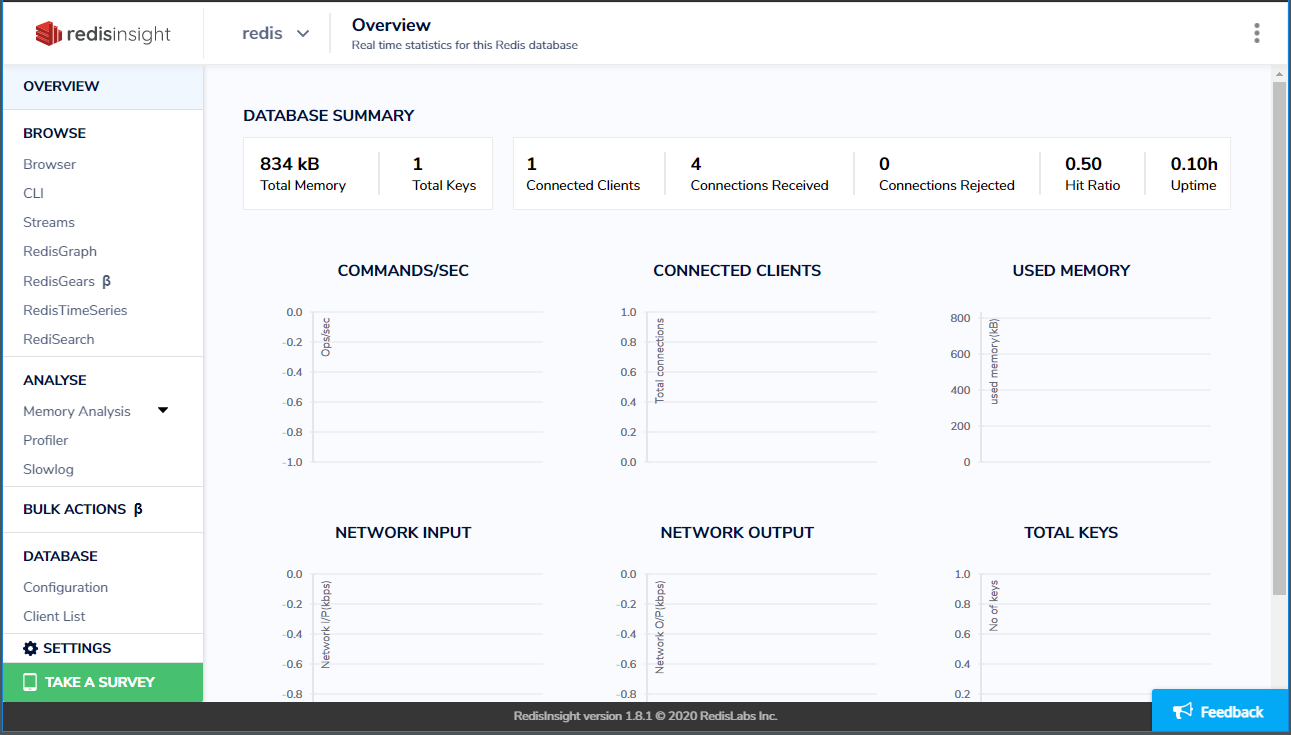 redisinsight
redis
Overview
Real time statistics for this Redis database
OVERVIEW
BROWSE
Browser
CLI
Streams
RedisGraph
RedisGears β
RedisTimeSeries
RediSearch
ANALYSE
Memory Analysis
Profiler
Slowlog
BULK ACTIONS β
DATABASE
Configuration
Client List
SETTINGS
TAKE A SURVEY
DATABASE SUMMARY
834 kB
Total Memory
1
Total Keys
1
Connected Clients
4
Connections Received
0
Connections Rejected
0.50
Hit Ratio
0.10h
Uptime
COMMANDS/SEC
0.0
-0.2
-0.4
-0.6
-0.8
-1.0
Ops/sec
CONNECTED CLIENTS
1.0
0.8
0.6
0.4
0.2
0.0
Total connections
USED MEMORY
800
600
400
200
0
used memory(kB)
NETWORK INPUT
0.0
-0.2
-0.4
-0.6
-0.8
Network I/P(kbps)
NETWORK OUTPUT
0.0
-0.2
-0.4
-0.6
-0.8
Network O/P(kbps)
TOTAL KEYS
1.0
0.8
0.6
0.4
0.2
No of keys
RedisInsight version 1.8.1 © 2020 RedisLabs Inc.
Feedback